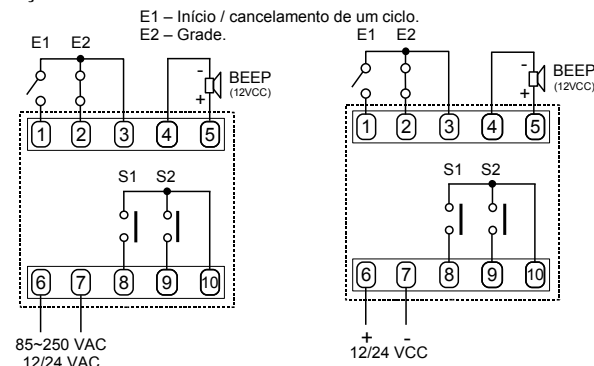 E1 – Início / cancelamento de um ciclo.
E2 – Grade.
E1 E2
-
+
BEEP
(12VCC)
1 2 3 4 5
S1 S2
6 7 8 9 10
85~250 VAC
12/24 VAC
E1 E2
-
+
BEEP
(12VCC)
1 2 3 4 5
S1 S2
6 7 8 9 10
+ -
12/24 VCC